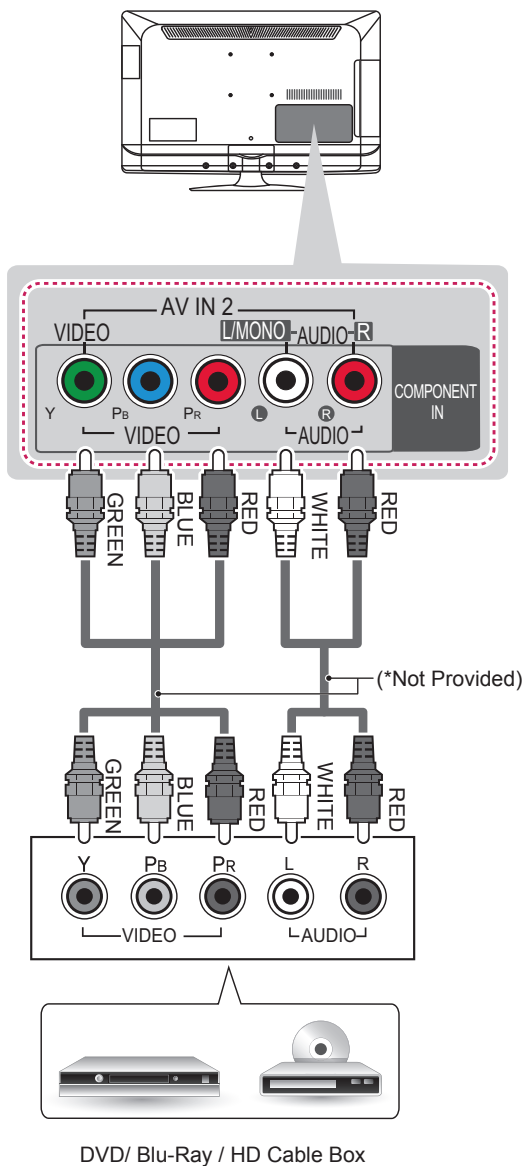 AV IN 2
VIDEO L/MONO AUDIO R
Y PB PR L R
VIDEO AUDIO
COMPONENT
IN
GREEN BLUE RED WHITE RED
(*Not Provided)
GREEN BLUE RED WHITE RED
Y PB PR L R
VIDEO AUDIO
DVD/ Blu-Ray / HD Cable Box